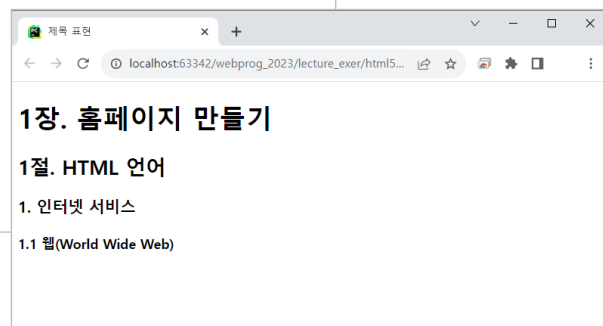 제목 표현
localhost:63342/webprog_2023/lecture_exer/html5...
1장. 홈페이지 만들기
1절. HTML 언어
1. 인터넷 서비스
1.1 웹(World Wide Web)